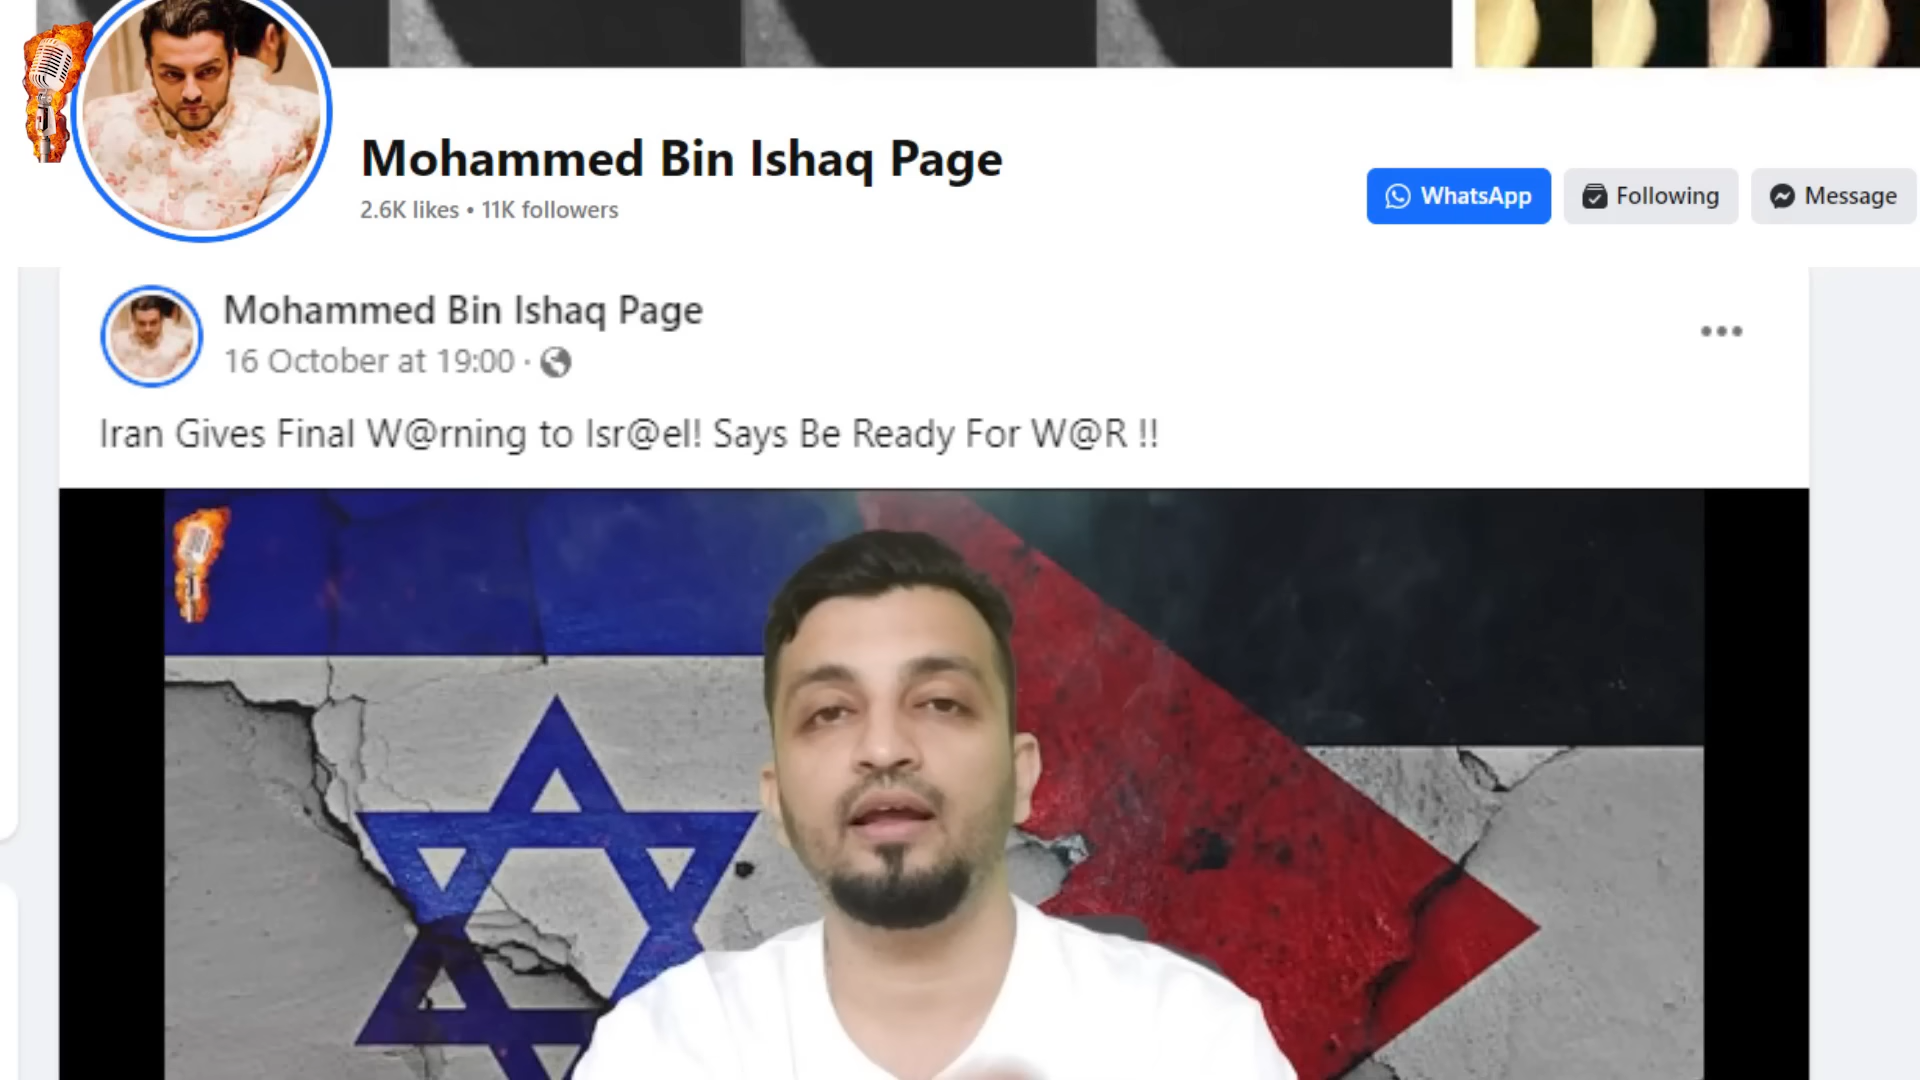 Mohammed Bin Ishaq Page
2.6K likes • 11K followers
WhatsApp
Following
Message
Mohammed Bin Ishaq Page
16 October at 19:00 ·
Iran Gives Final W@rning to Isr@el! Says Be Ready For W@R !!